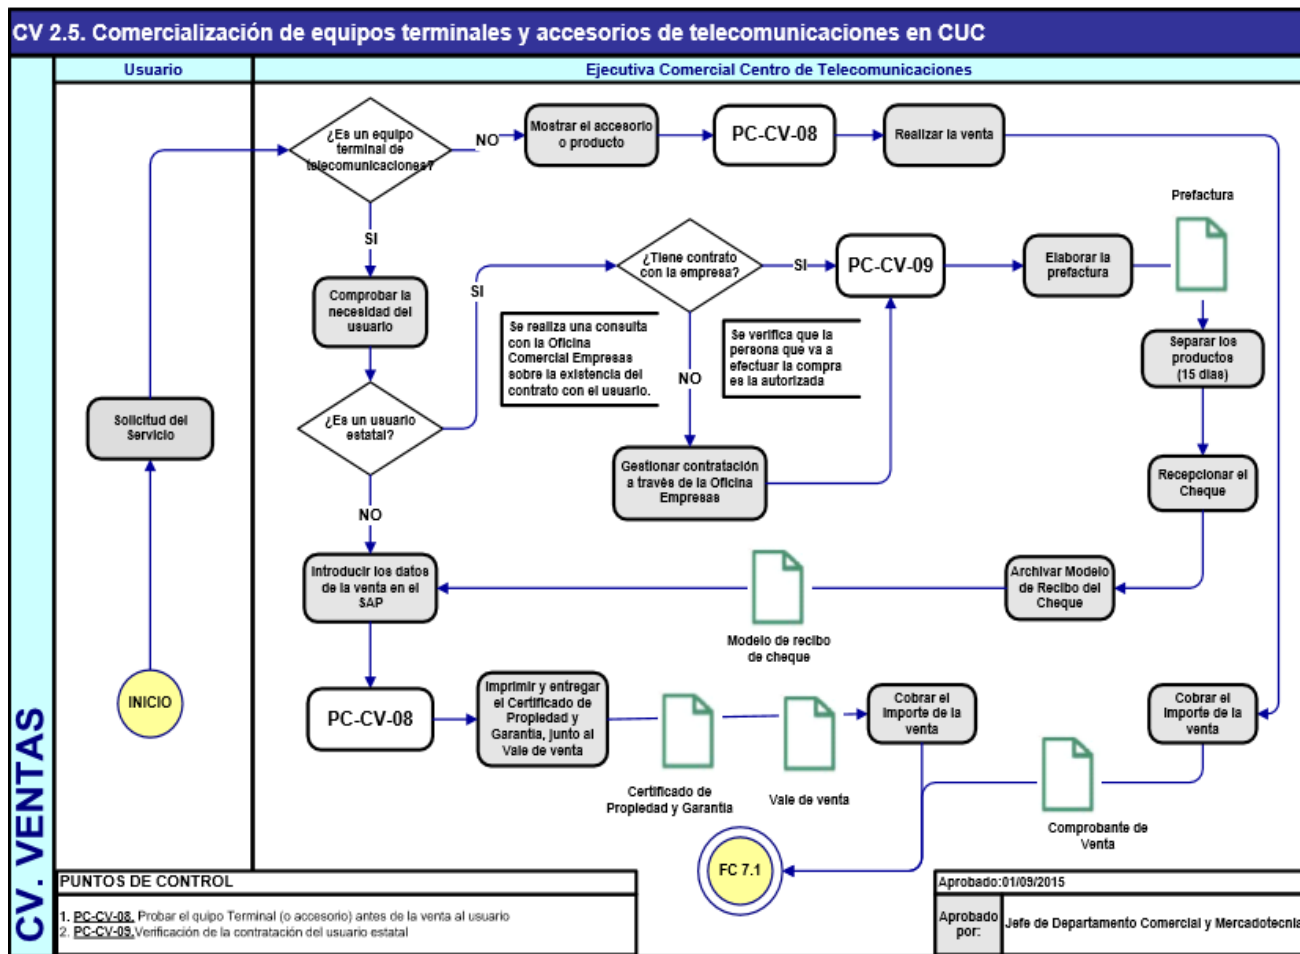 CV 2.5. Comercialización de equipos terminales y accesorios de telecomunicaciones en CUC
CV. VENTAS
Usuario
Ejecutiva Comercial Centro de Telecomunicaciones
¿Es un equipo
terminal de
telecomunicaciones?
NO
Mostrar el accesorio
o producto
PC-CV-08
Realizar la venta
SI
Prefactura
¿Tiene contrato
con la empresa?
SI
PC-CV-09
Elaborar la
prefactura
Comprobar la
necesidad del
usuario
SI
Se realiza una consulta
con la Oficina
Comercial Empresas
sobre la existencia del
contrato con el usuario.
NO
Se verifica que la
persona que va a
efectuar la compra
es la autorizada
Separar los
productos
(15 dias)
Solicitud del
Servicio
¿Es un usuario
estatal?
Gestionar contratación
a través de la Oficina
Empresas
Recepcionar el
Cheque
NO
Introducir los datos
de la venta en el
SAP
Archivar Modelo
de Recibo del
Cheque
Modelo de recibo
de cheque
INICIO
PC-CV-08
Imprimir y entregar
el Certificado de
Propiedad y
Garantia, junto al
Vale de venta
Cobrar el
Importe de la
venta
Cobrar el
Importe de la
venta
Certificado de
Propiedad y Garantia
Vale de venta
Comprobante de
Venta
FC 7.1
PUNTOS DE CONTROL
1. PC-CV-08. Probar el quipo Terminal (o accesorio) antes de la venta al usuario
2. PC-CV-09.Verificación de la contratación del usuario estatal
Aprobado:01/09/2015
Aprobado
por:
Jefe de Departamento Comercial y Mercadotecnia